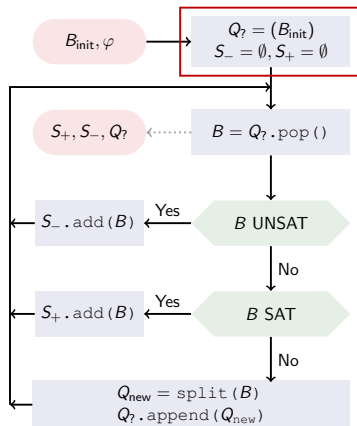 B_init, φ
Q_? = (B_init)
S_− = ∅, S_+ = ∅
S_+, S_−, Q_?
B = Q_?.pop()
S_−.add(B)
Yes
B UNSAT
No
S_+.add(B)
Yes
B SAT
No
Q_new = split(B)
Q_?.append(Q_new)